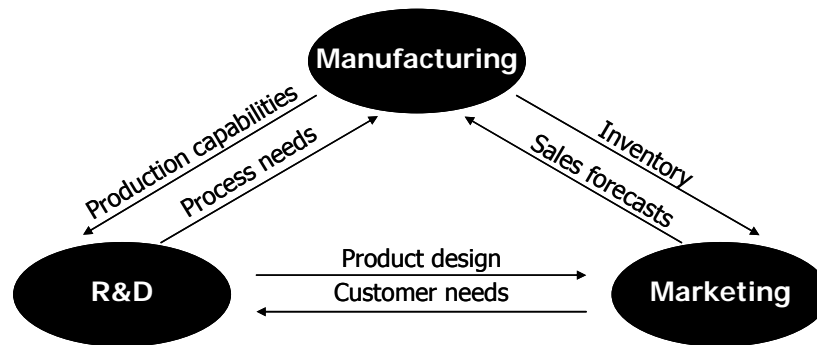 Manufacturing
Production capabilities
Process needs
Inventory
Sales forecasts
R&D
Product design
Customer needs
Marketing